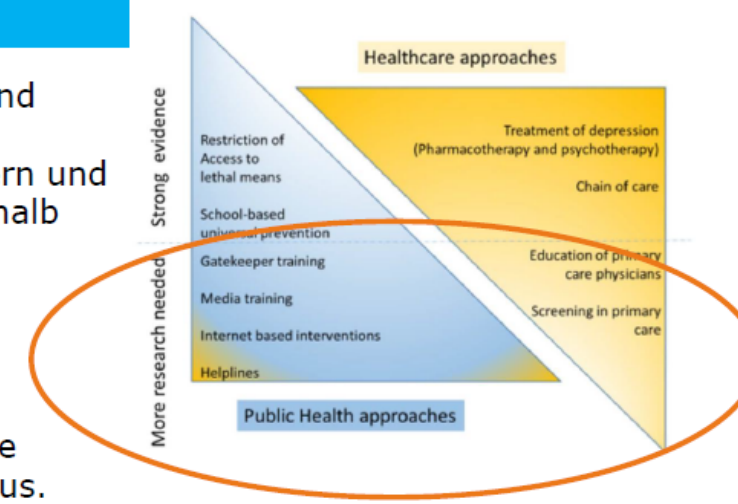 nd
rn und
halb
e
us.
Healthcare approaches
Strong evidence
More research needed
Restriction of
Access to
lethal means
School-based
universal prevention
Gatekeeper training
Media training
Internet based interventions
Helplines
Treatment of depression
(Pharmacotherapy and psychotherapy)
Chain of care
Education of primary
care physicians
Screening in primary
care
Public Health approaches